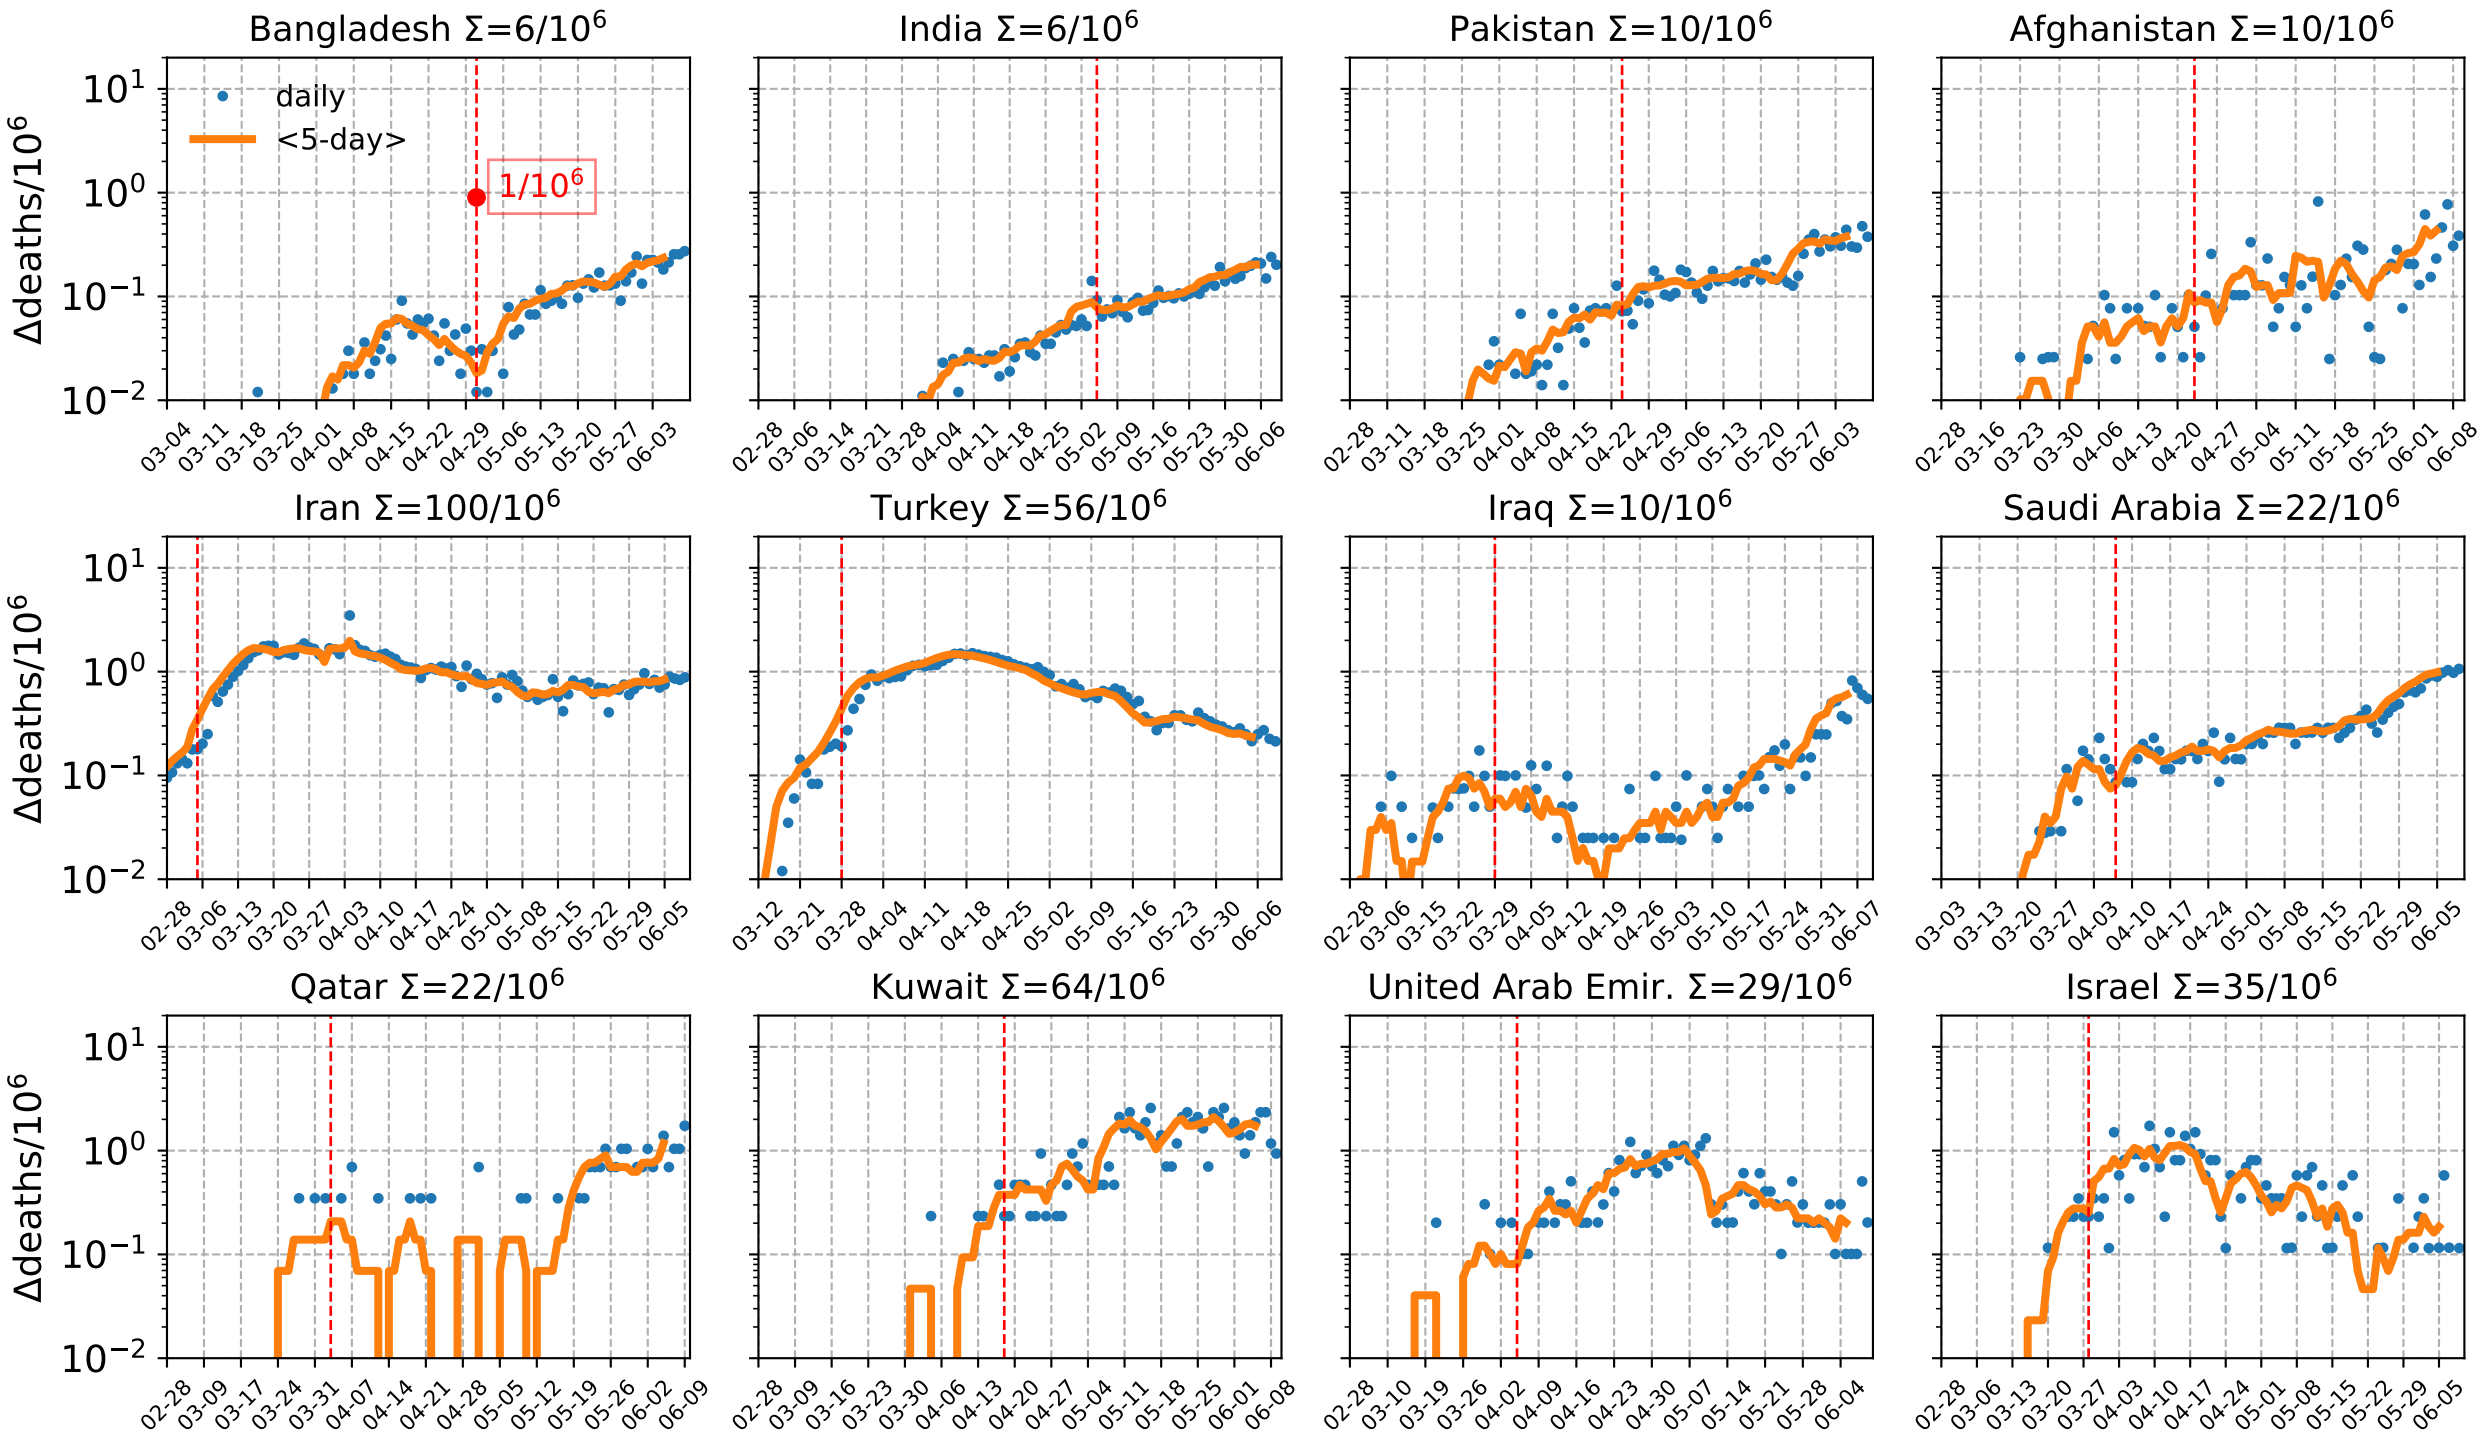 Bangladesh Σ=6/10⁶
India Σ=6/10⁶
Pakistan Σ=10/10⁶
Afghanistan Σ=10/10⁶
Δdeaths/10⁶
10¹
10⁰
10⁻¹
10⁻²
daily
<5-day>
1/10⁶
03-04 03-11 03-18 03-25 04-01 04-08 04-15 04-22 04-29 05-06 05-13 05-20 05-27 06-03
02-28 03-06 03-14 03-21 03-28 04-04 04-11 04-18 04-25 05-02 05-09 05-16 05-23 05-30 06-06
02-28 03-11 03-18 03-25 04-01 04-08 04-15 04-22 04-29 05-06 05-13 05-20 05-27 06-03
02-28 03-16 03-23 03-30 04-06 04-13 04-20 04-27 05-04 05-11 05-18 05-25 06-01 06-08
Iran Σ=100/10⁶
Turkey Σ=56/10⁶
Iraq Σ=10/10⁶
Saudi Arabia Σ=22/10⁶
Δdeaths/10⁶
10¹
10⁰
10⁻¹
10⁻²
02-28 03-06 03-13 03-20 03-27 04-03 04-10 04-17 04-24 05-01 05-08 05-15 05-22 05-29 06-05
03-12 03-21 03-28 04-04 04-11 04-18 04-25 05-02 05-09 05-16 05-23 05-30 06-06
02-28 03-06 03-15 03-22 03-29 04-05 04-12 04-19 04-26 05-03 05-10 05-17 05-24 05-31 06-07
03-03 03-13 03-20 03-27 04-03 04-10 04-17 04-24 05-01 05-08 05-15 05-22 05-29 06-05
Qatar Σ=22/10⁶
Kuwait Σ=64/10⁶
United Arab Emir. Σ=29/10⁶
Israel Σ=35/10⁶
Δdeaths/10⁶
10¹
10⁰
10⁻¹
10⁻²
02-28 03-09 03-17 03-24 03-31 04-07 04-14 04-21 04-28 05-05 05-12 05-19 05-26 06-02 06-09
02-28 03-09 03-16 03-23 03-30 04-06 04-13 04-20 04-27 05-04 05-11 05-18 05-25 06-01 06-08
02-28 03-10 03-19 03-26 04-02 04-09 04-16 04-23 04-30 05-07 05-14 05-21 05-28 06-04
02-28 03-06 03-13 03-20 03-27 04-03 04-10 04-17 04-24 05-01 05-08 05-15 05-22 05-29 06-05